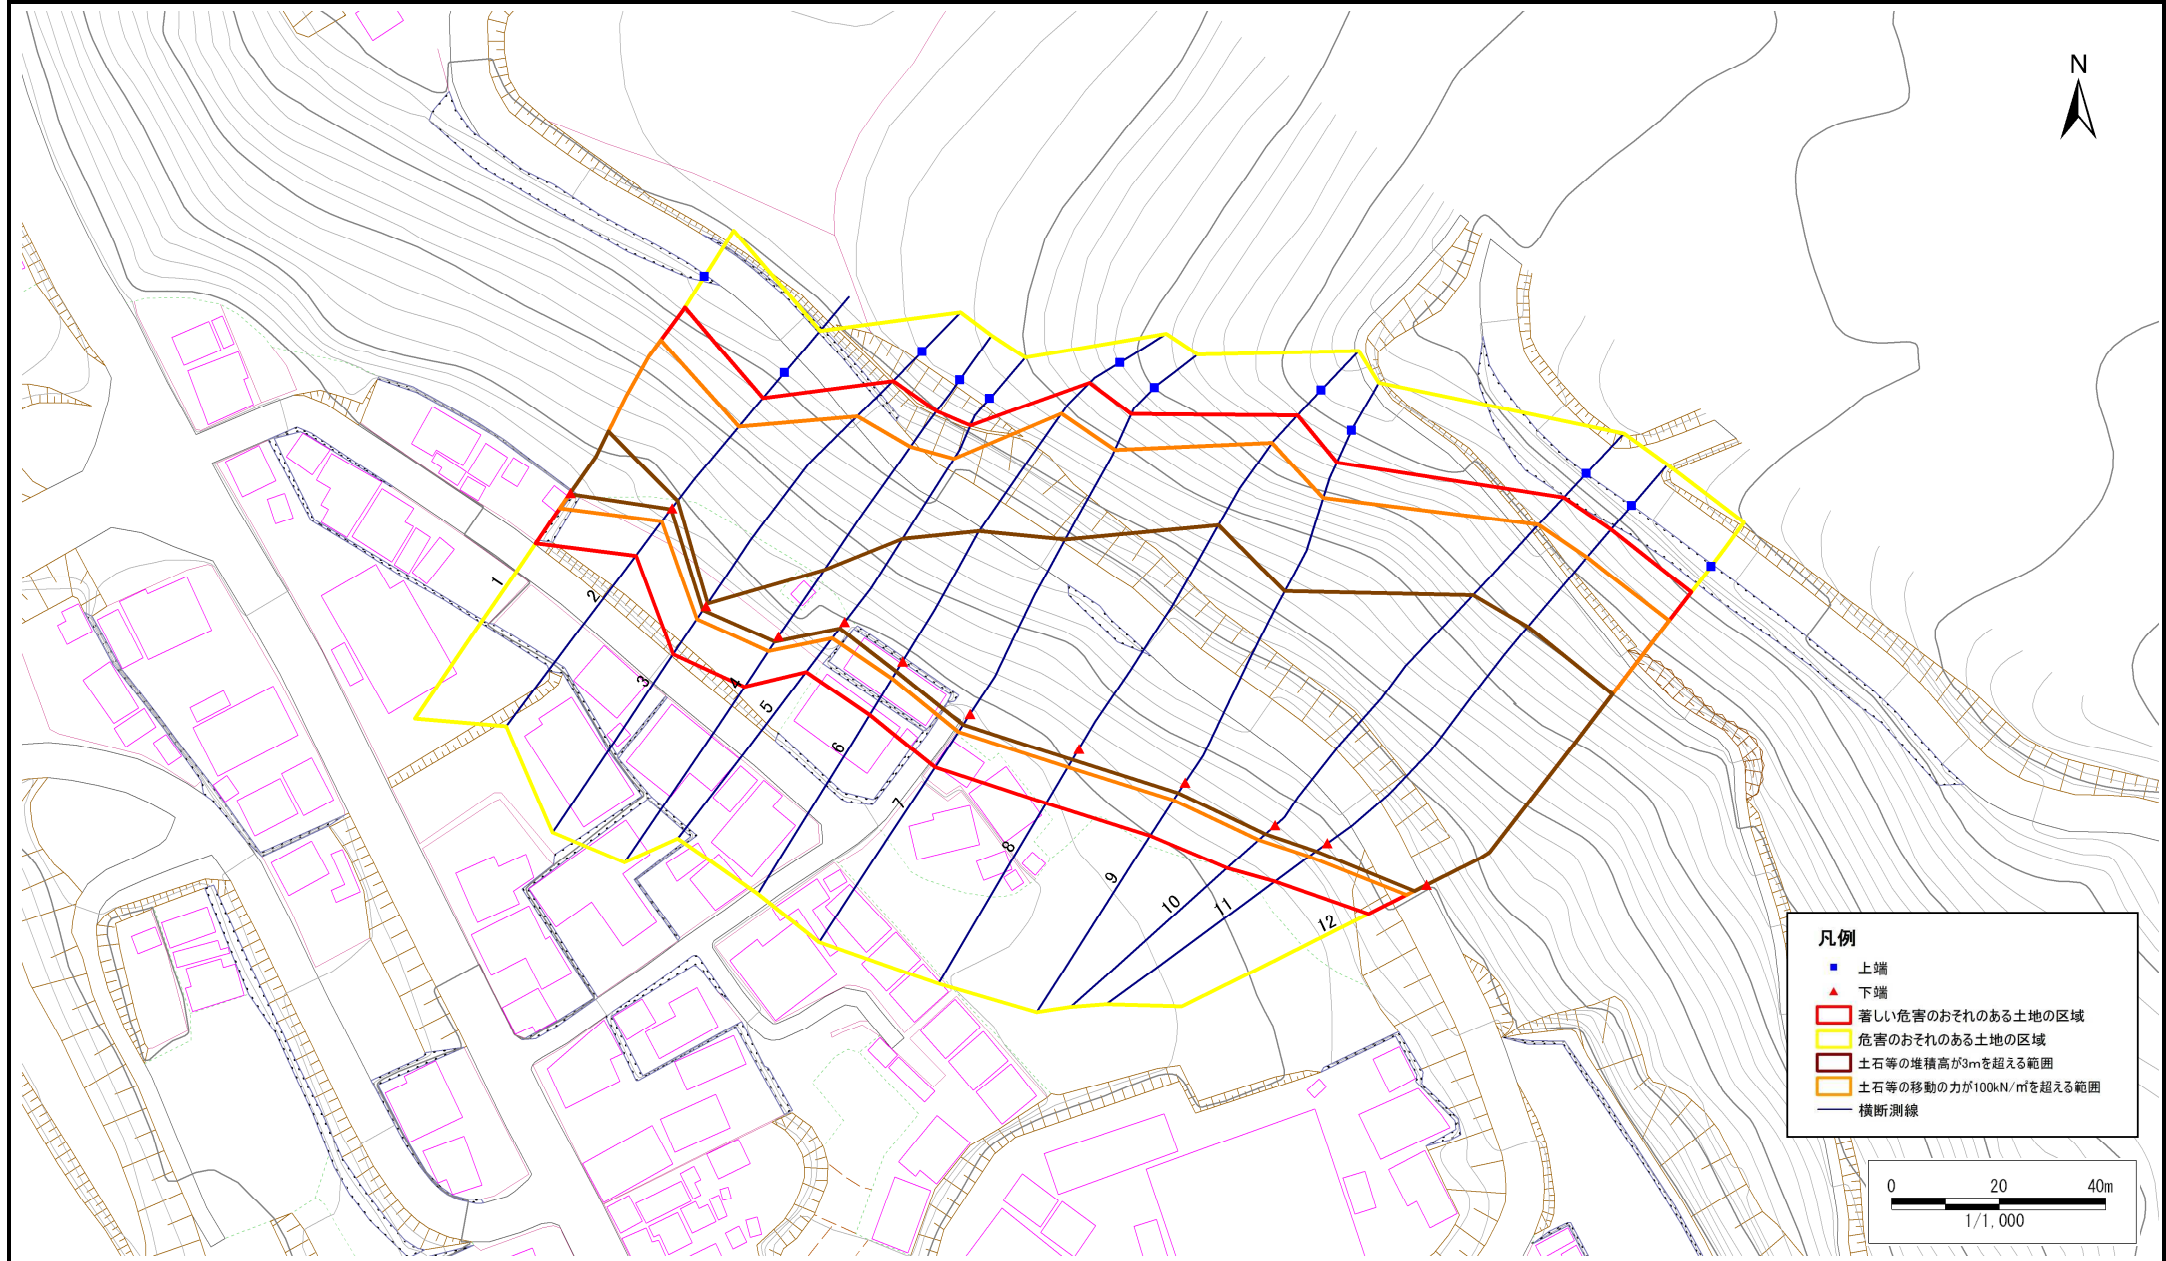 N
1
2
3
4
5
6
7
8
9
10
11
12
凡例
上端
下端
著しい危害のおそれのある土地の区域
危害のおそれのある土地の区域
土石等の堆積高が3mを超える範囲
土石等の移動の力が100kN/㎡を超える範囲
横断測線
0 20 40m
1/1,000